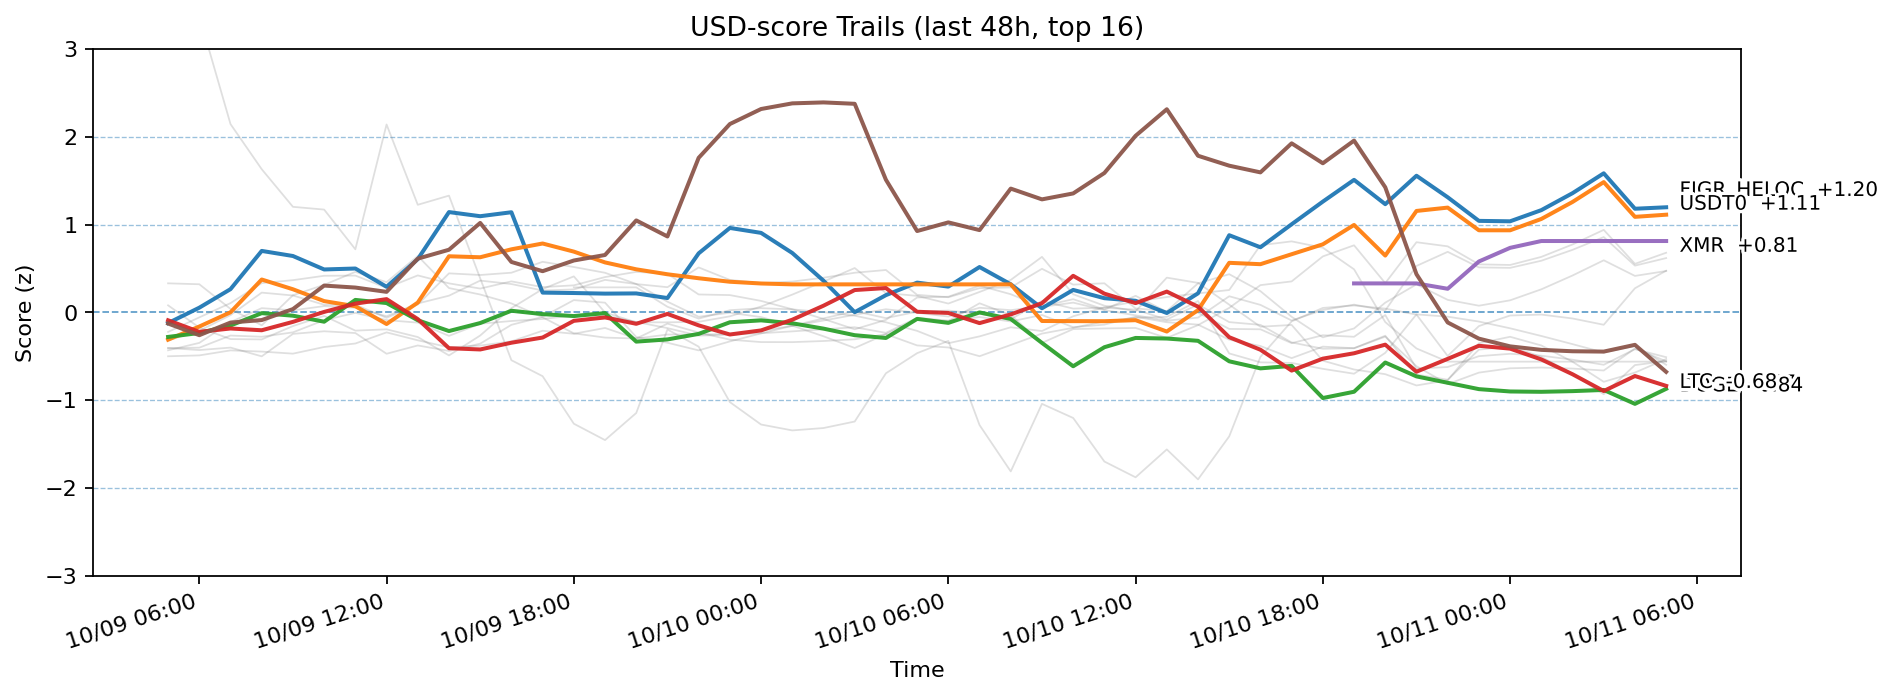 USD-score Trails (last 48h, top 16)
3
2
1
0
−1
−2
−3
Score (z)
FIGR_HELOC +1.20
USDT0 +1.11
XMR +0.81
LTC −0.68
10/09 06:00
10/09 12:00
10/09 18:00
10/10 00:00
10/10 06:00
10/10 12:00
10/10 18:00
10/11 00:00
10/11 06:00
Time